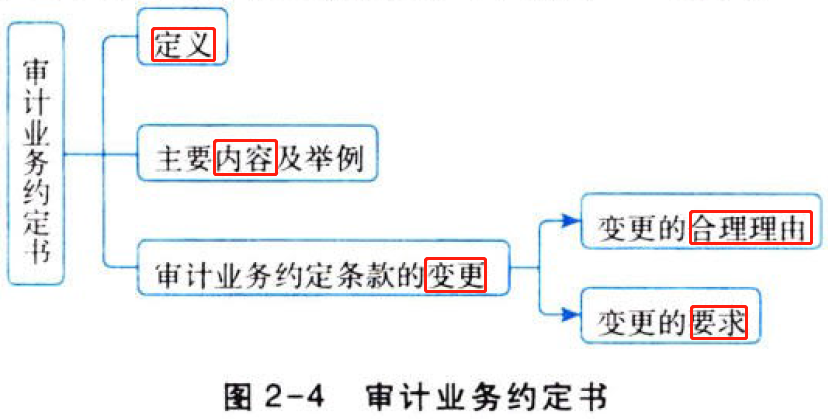 审计业务约定书
定义
主要内容及举例
审计业务约定条款的变更
变更的合理理由
变更的要求
图 2-4 审计业务约定书